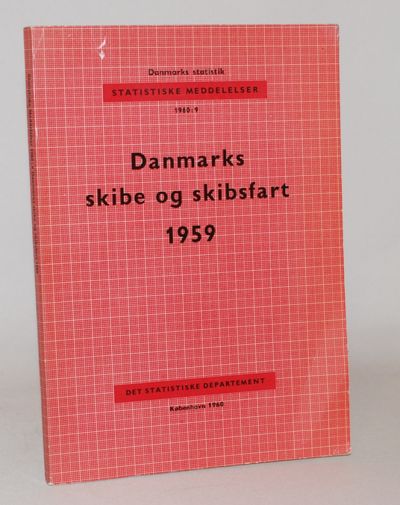 Danmarks statistik
STATISTISKE MEDDELELSER
1960:9
Danmarks
skibe og skibsfart
1959
DET STATISTISKE DEPARTEMENT
København 1960